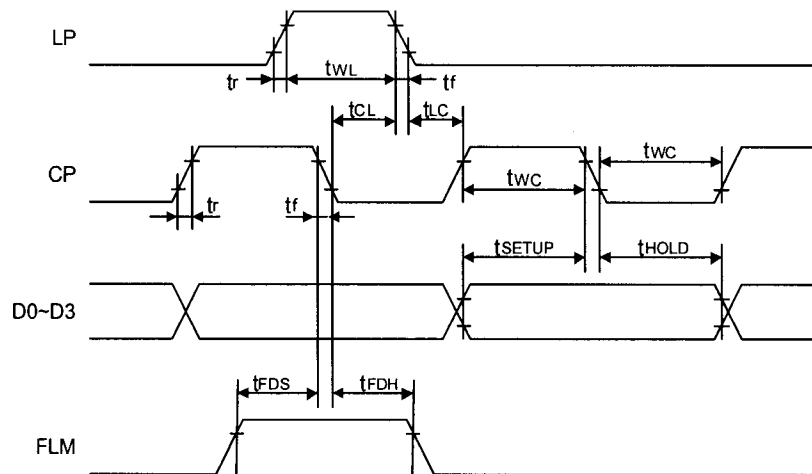 LP
tr
tWL
tf
tCL
tLC
CP
tr
tf
tWC
tWC
tSETUP
tHOLD
D0~D3
tFDS
tFDH
FLM